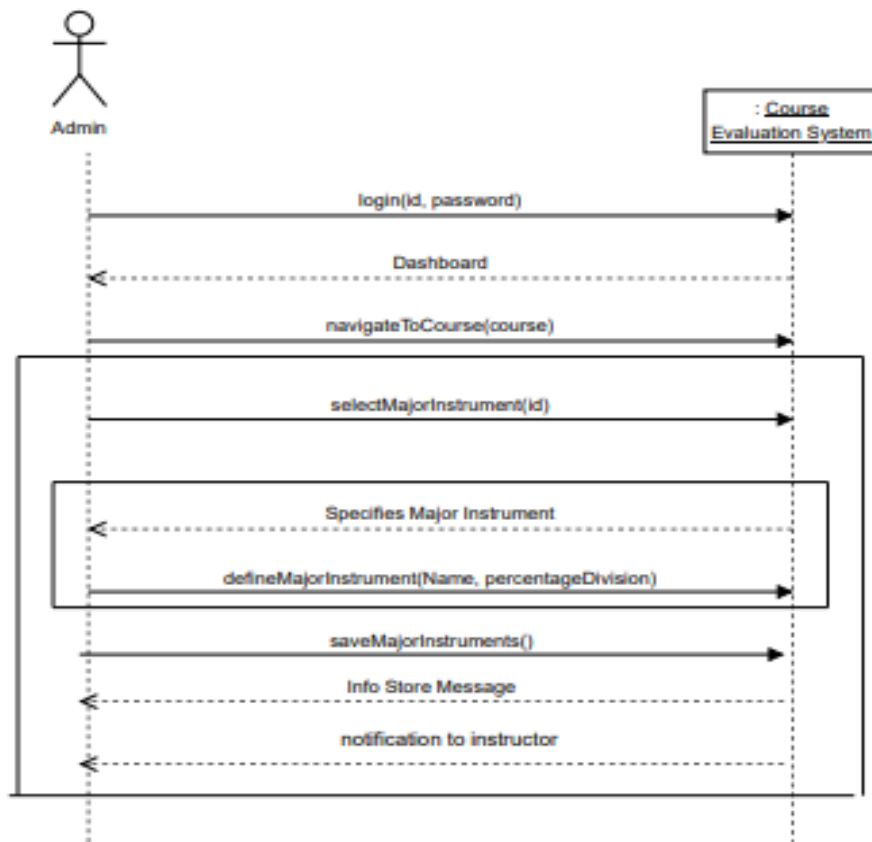 Admin
: Course
Evaluation System
login(id, password)
Dashboard
navigateToCourse(course)
selectMajorInstrument(id)
Specifies Major Instrument
defineMajorInstrument(Name, percentageDivision)
saveMajorInstruments()
Info Store Message
notification to instructor